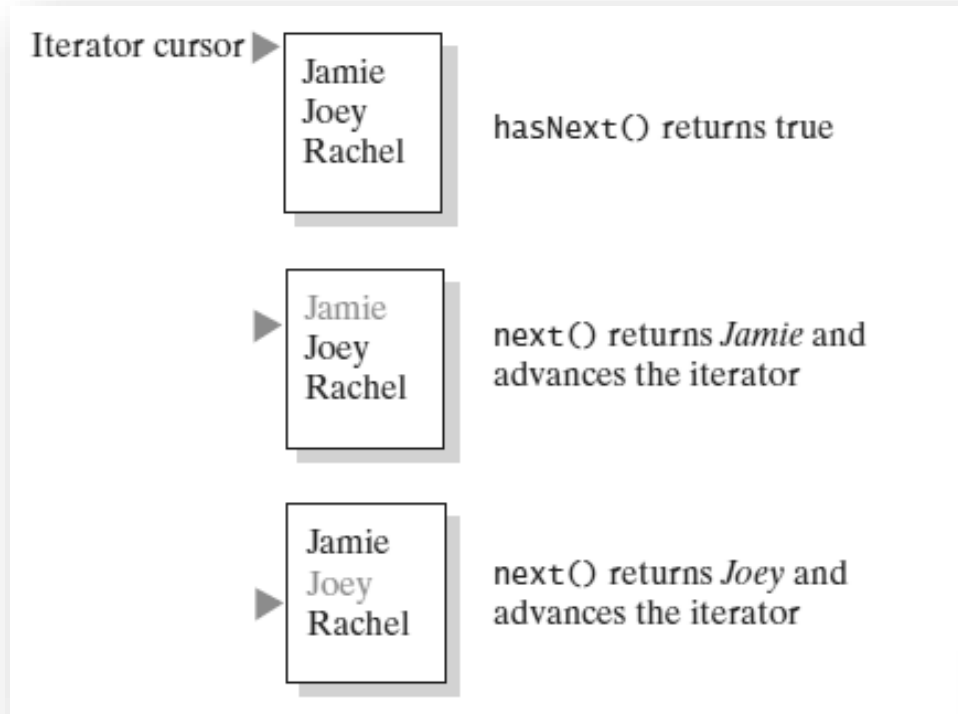 Iterator cursor
Jamie
Joey
Rachel
hasNext() returns true
Jamie
Joey
Rachel
next() returns Jamie and
advances the iterator
Jamie
Joey
Rachel
next() returns Joey and
advances the iterator